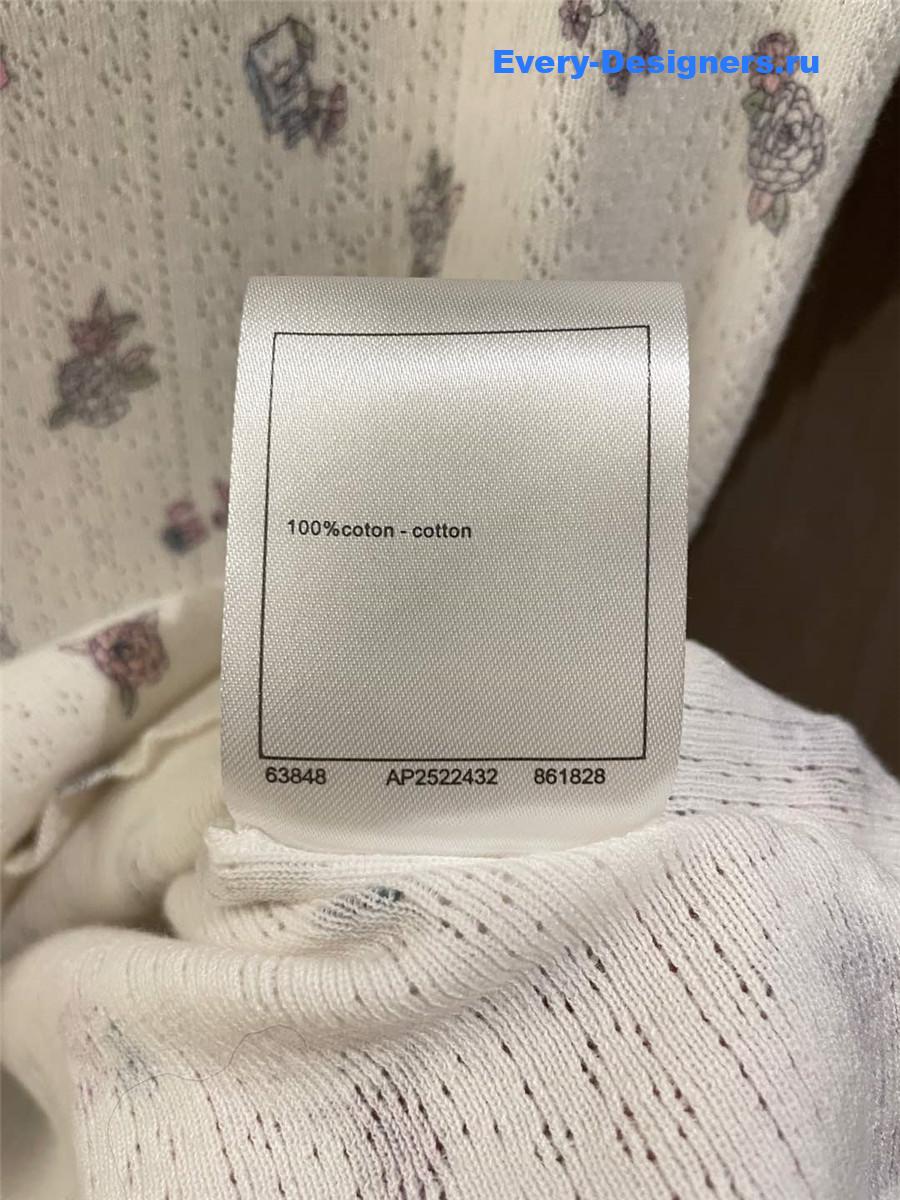 Every-Designers.ru
100%coton - cotton
63848 AP2522432 861828